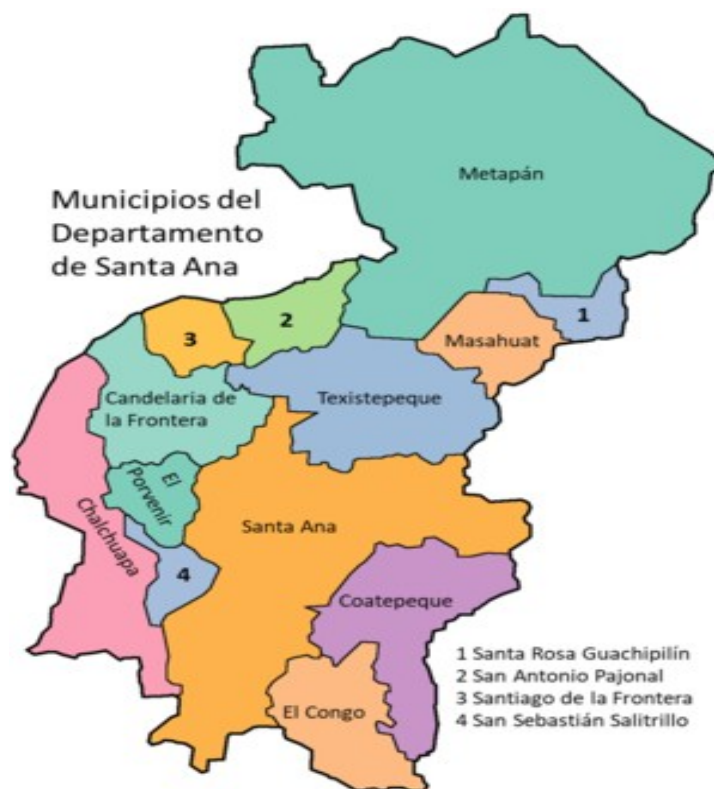 Metapán
Municipios del
Departamento
de Santa Ana
1
2
3
Masahuat
Candelaria de
la Frontera
Texistepeque
El
Porvenir
Chalchuapa
Santa Ana
4
Coatepeque
El Congo
1 Santa Rosa Guachipilín
2 San Antonio Pajonal
3 Santiago de la Frontera
4 San Sebastián Salitrillo